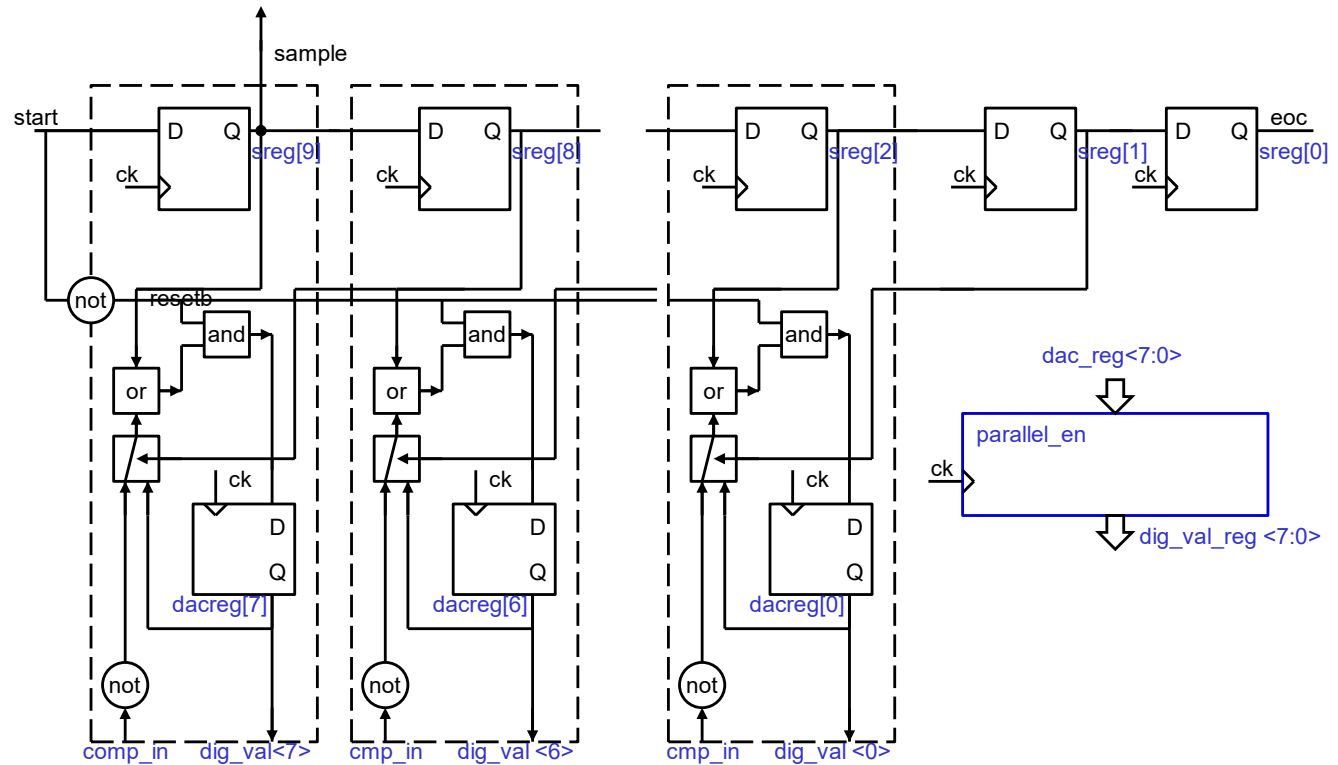 sample
start
D Q D Q D Q D Q D Q eoc
sreg[9] sreg[8] sreg[2] sreg[1] sreg[0]
ck ck ck ck ck
not resetb
and and and
dac_reg<7:0>
or or or
parallel_en
ck ck ck ck
D D D
dig_val_reg <7:0>
Q Q Q
dacreg[7] dacreg[6] dacreg[0]
not not not
comp_in dig_val<7> cmp_in dig_val <6> cmp_in dig_val <0>